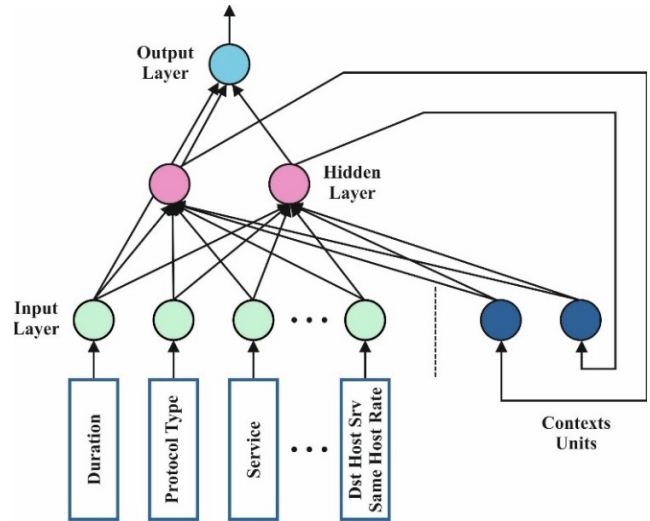 Output
Layer
Hidden
Layer
Input
Layer
• • •
Duration
Protocol Type
Service
• • •
Dst Host Srv
Same Host Rate
Contexts
Units